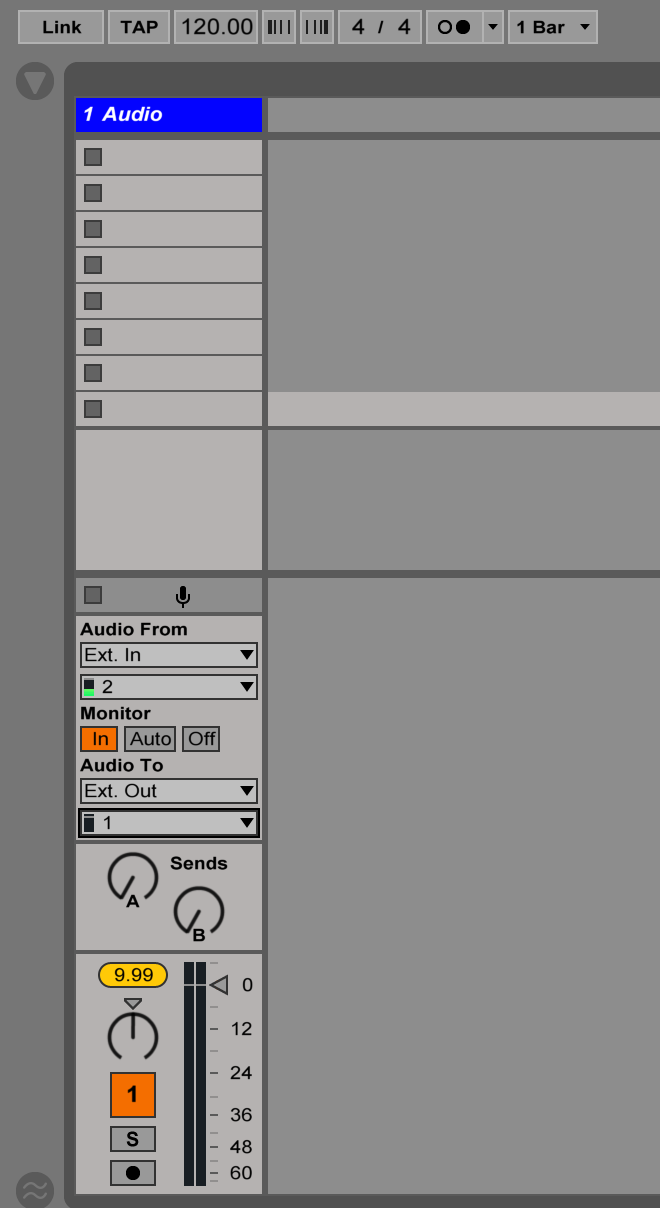 Link TAP 120.00 4 / 4 1 Bar
1 Audio
Audio From
Ext. In
2
Monitor
In Auto Off
Audio To
Ext. Out
1
Sends
A
B
9.99
0
12
24
1
36
S
48
60